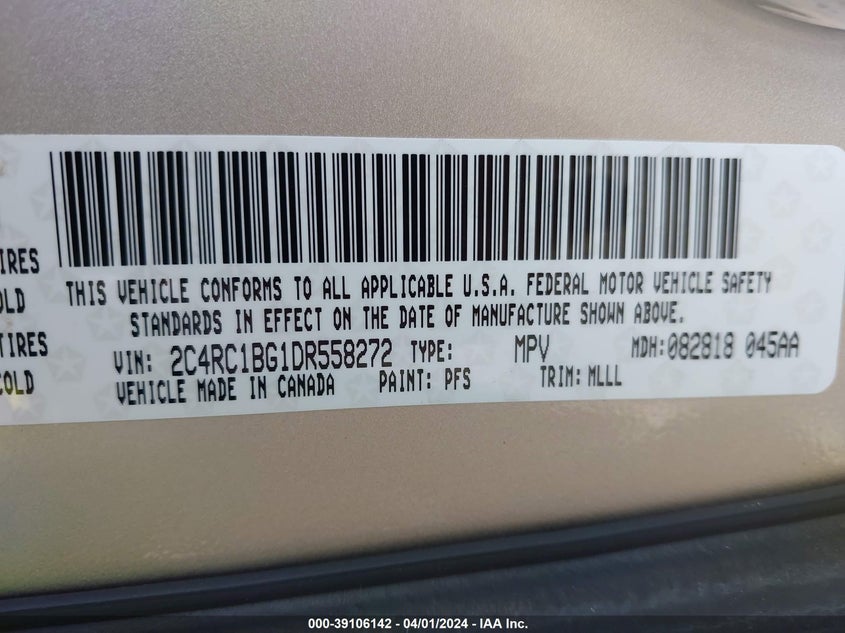 IRES
OLD
TIRES
COLD
THIS VEHICLE CONFORMS TO ALL APPLICABLE U.S.A. FEDERAL MOTOR VEHICLE SAFETY
STANDARDS IN EFFECT ON THE DATE OF MANUFACTURE SHOWN ABOVE.
VIN: 2C4RC1BG1DR558272 TYPE: MPV MDH:082818 045AA
VEHICLE MADE IN CANADA PAINT: PFS TRIM: MLLL
000-39106142 - 04/01/2024 - IAA Inc.